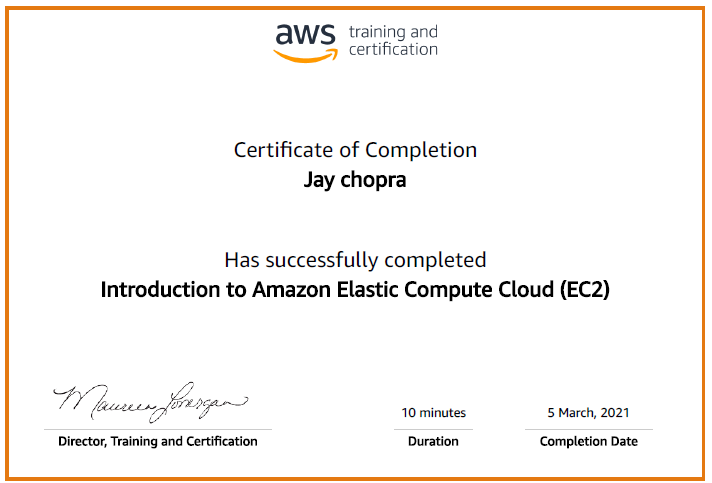 aws training and
certification
Certificate of Completion
Jay chopra
Has successfully completed
Introduction to Amazon Elastic Compute Cloud (EC2)
Maureen Lonergan
10 minutes
5 March, 2021
Director, Training and Certification
Duration
Completion Date